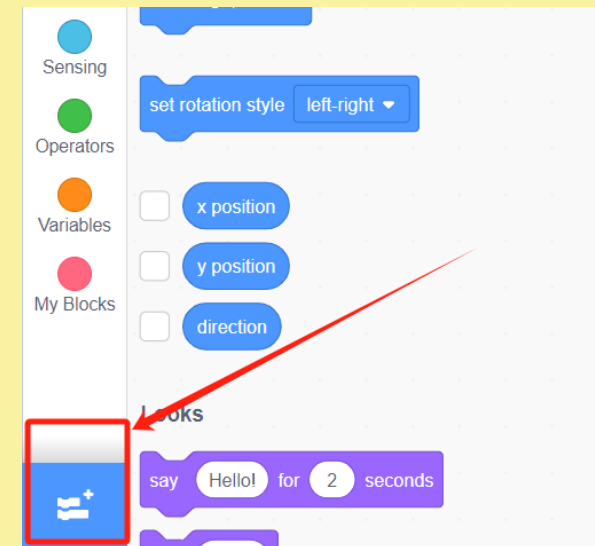 Sensing
set rotation style left-right
Operators
x position
Variables
y position
My Blocks
direction
Looks
say Hello! for 2 seconds